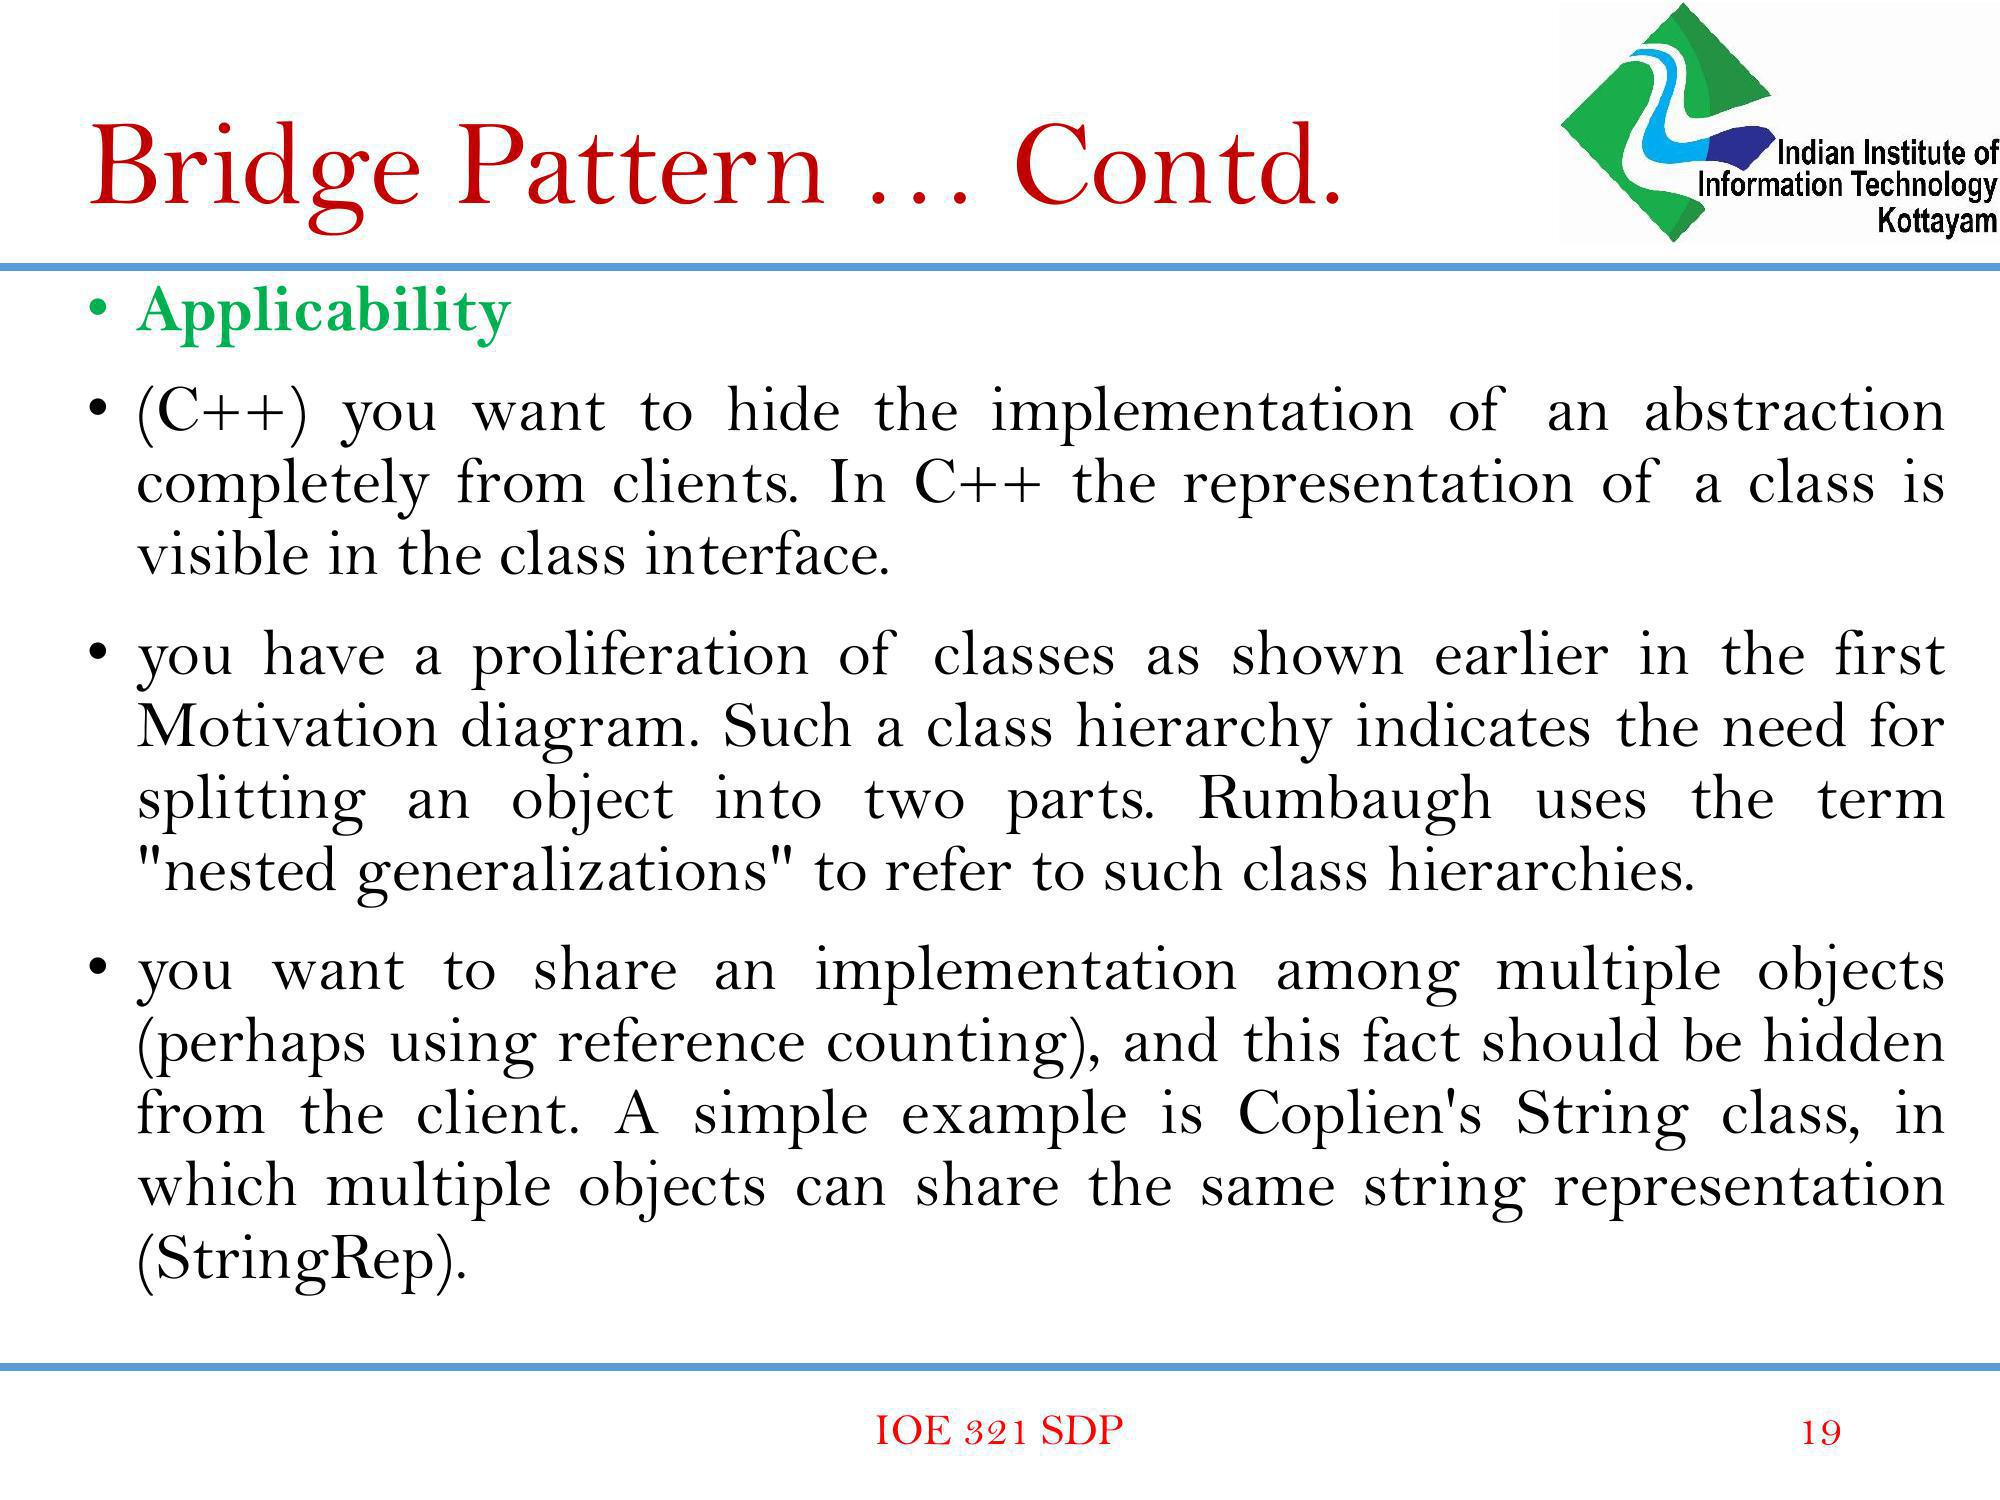 Bridge Pattern … Contd.
Indian Institute of
Information Technology
Kottayam
• Applicability
• (C++) you want to hide the implementation of an abstraction
completely from clients. In C++ the representation of a class is
visible in the class interface.
• you have a proliferation of classes as shown earlier in the first
Motivation diagram. Such a class hierarchy indicates the need for
splitting an object into two parts. Rumbaugh uses the term
"nested generalizations" to refer to such class hierarchies.
• you want to share an implementation among multiple objects
(perhaps using reference counting), and this fact should be hidden
from the client. A simple example is Coplien's String class, in
which multiple objects can share the same string representation
(StringRep).
IOE 321 SDP
19